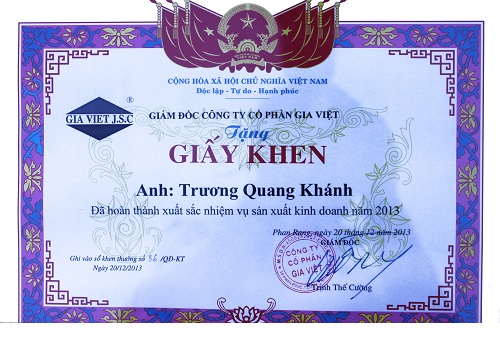 CỘNG HÒA XÃ HỘI CHỦ NGHĨA VIỆT NAM
Độc lập - Tự do - Hạnh phúc
GIA VIET J.S.C
®
GIÁM ĐỐC CÔNG TY CỔ PHẦN GIA VIỆT
Tặng
GIẤY KHEN
Anh: Trương Quang Khánh
Đã hoàn thành xuất sắc nhiệm vụ sản xuất kinh doanh năm 2013
Phan Rang, ngày 20 tháng 12 năm 2013
GIÁM ĐỐC
CÔNG TY
CỔ PHẦN
GIA VIỆT
Ghi vào sổ khen thưởng số /QĐ-KT
Ngày 20/12/2013
Trịnh Thế Cường